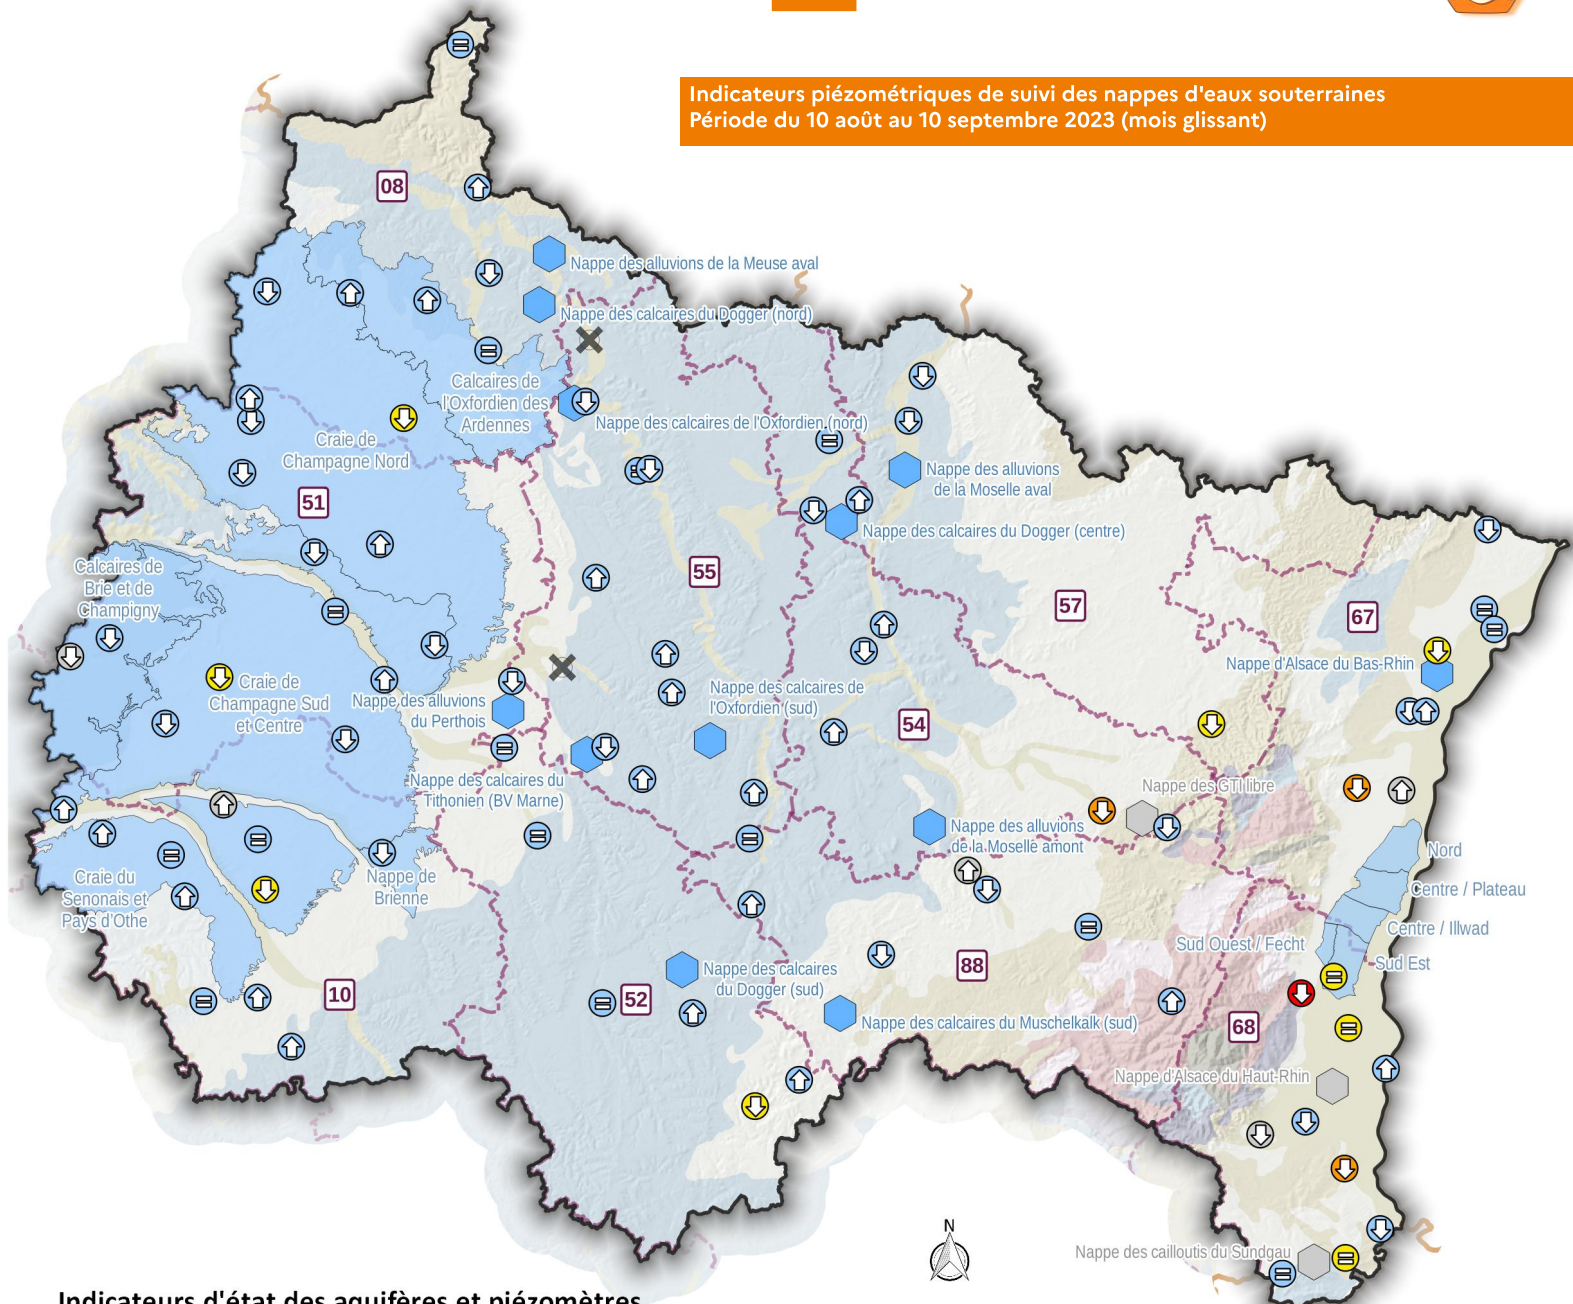 Indicateurs piézométriques de suivi des nappes d'eaux souterraines
Période du 10 août au 10 septembre 2023 (mois glissant)
08
Nappe des alluvions de la Meuse aval
Nappe des calcaires du Dogger (nord)
Calcaires de
l'Oxfordien des
Ardennes
Nappe des calcaires de l'Oxfordien (nord)
Craie de
Champagne Nord
Nappe des alluvions
de la Moselle aval
51
Nappe des calcaires du Dogger (centre)
Calcaires de
Brie et de
Champigny
55
57
67
Nappe d'Alsace du Bas-Rhin
Craie de
Champagne Sud
et Centre
Nappe des alluvions
du Perthois
Nappe des calcaires de
l'Oxfordien (sud)
54
Nappe des calcaires du
Tithonien (BV Marne)
Nappe des GTI libre
Nappe des alluvions
de la Moselle amont
Nord
Craie du
Senonais et
Pays d'Othe
Nappe de
Brienne
Centre / Plateau
Centre / Illwad
Sud Ouest / Fecht
Sud Est
10
52
Nappe des calcaires
du Dogger (sud)
88
Nappe des calcaires du Muschelkalk (sud)
68
Nappe d'Alsace du Haut-Rhin
N
Nappe des cailloutis du Sundgau
Indicateurs d'état des aquifères et piézomètres